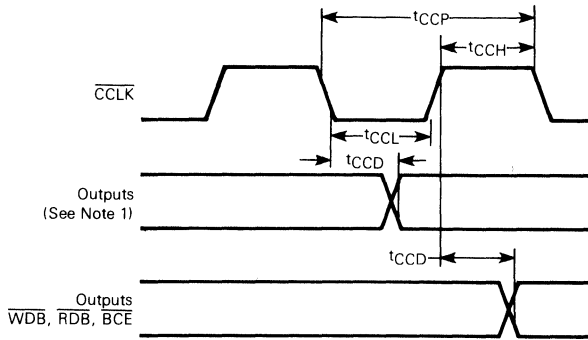 tCCP
tCCH
CCLK
tCCL
tCCD
Outputs
(See Note 1)
tCCD
Outputs
WDB, RDB, BCE